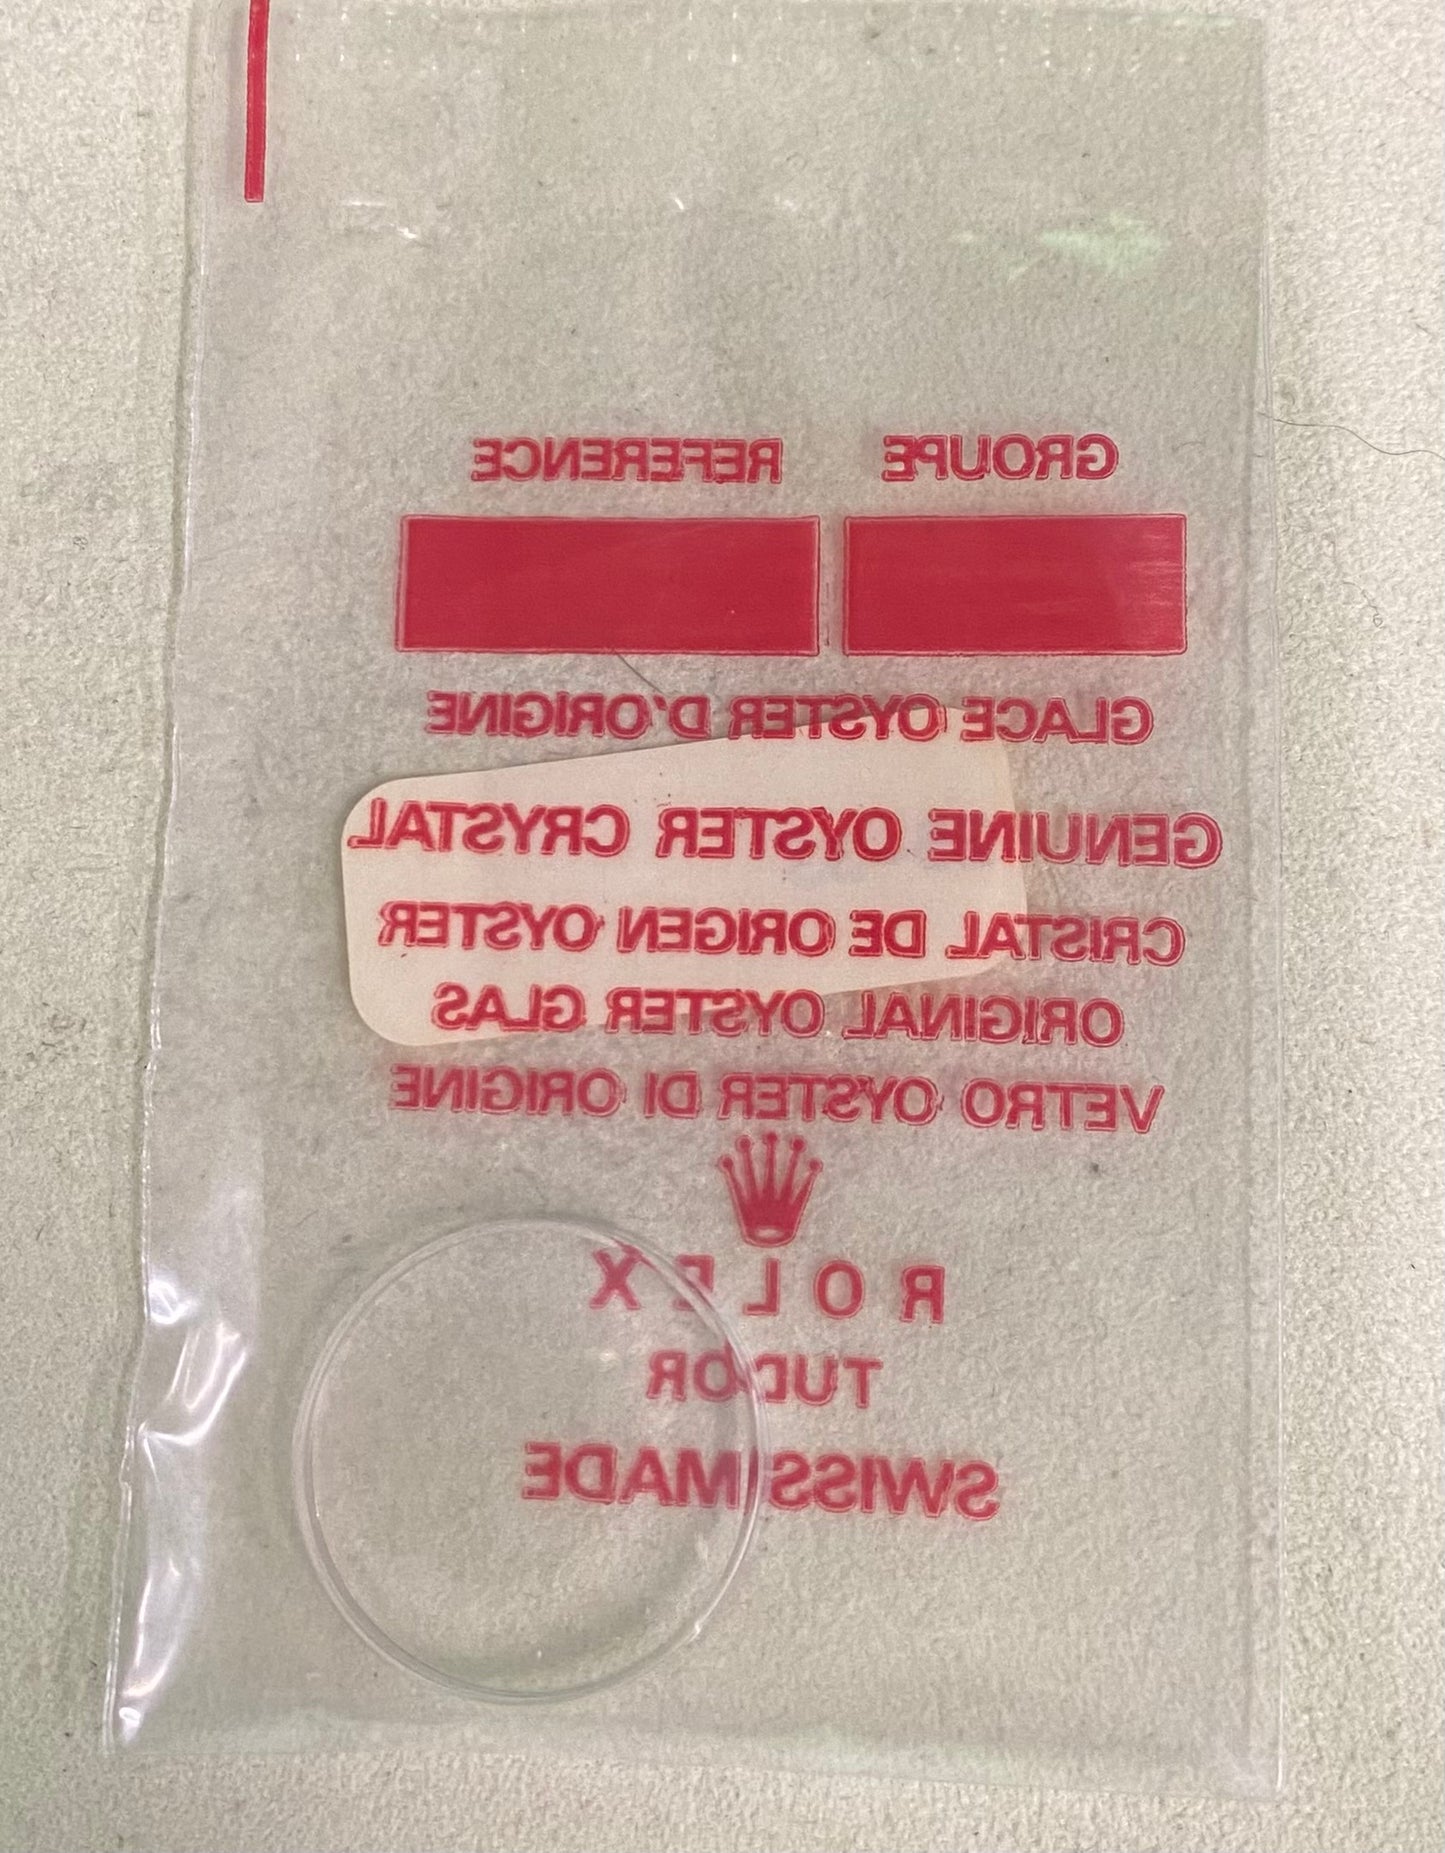 GROUPE REFERENCE
GLACE OYSTER D'ORIGINE
GENUINE OYSTER CRYSTAL
CRISTAL DE ORIGEN OYSTER
ORIGINAL OYSTER GLAS
VETRO OYSTER DI ORIGINE
ROLEX
TUDOR
SWISS MADE